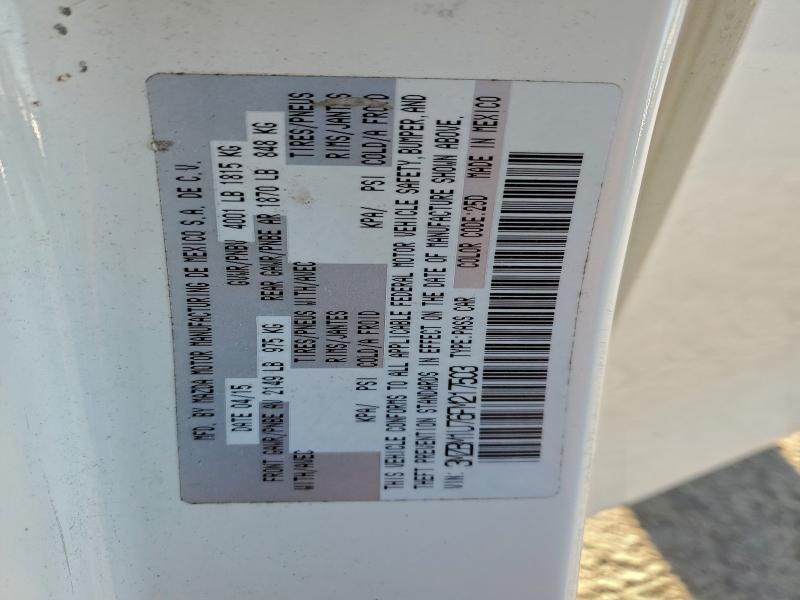 MFD. BY MAZDA MOTOR MANUFACTURING DE MEXICO S.A. DE C.V.
DATE 04/15 GVWR/PNBV 4001 LB 1815 KG
FRONT GAWR/PNBE AV 2149 LB 975 KG REAR GAWR/PNBE AR 1870 LB 848 KG
WITH/AVEC TIRES/PNEUS WITH/AVEC TIRES/PNEUS
RIMS/JANTES RIMS/JANTES
KPA/ PSI COLD/A FROID KPA/ PSI COLD/A FROID
THIS VEHICLE CONFORMS TO ALL APPLICABLE FEDERAL MOTOR VEHICLE SAFETY, BUMPER, AND
THEFT PREVENTION STANDARDS IN EFFECT ON THE DATE OF MANUFACTURE SHOWN ABOVE.
VIN: 3MZBM1U76FM217503 TYPE:PASS CAR COLOR CODE:25D MADE IN MEXICO